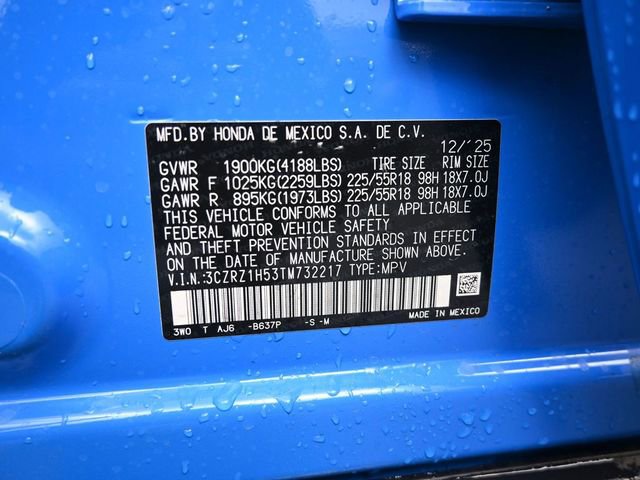 MFD.BY HONDA DE MEXICO S.A. DE C.V.
12/'25
GVWR 1900KG(4188LBS) TIRE SIZE RIM SIZE
GAWR F 1025KG(2259LBS) 225/55R18 98H 18X7.0J
GAWR R 895KG(1973LBS) 225/55R18 98H 18X7.0J
THIS VEHICLE CONFORMS TO ALL APPLICABLE
FEDERAL MOTOR VEHICLE SAFETY
AND THEFT PREVENTION STANDARDS IN EFFECT
ON THE DATE OF MANUFACTURE SHOWN ABOVE.
V.I.N.:3CZRZ1H53TM732217 TYPE:MPV
3WO T AJ6 -B637P -S -M MADE IN MEXICO